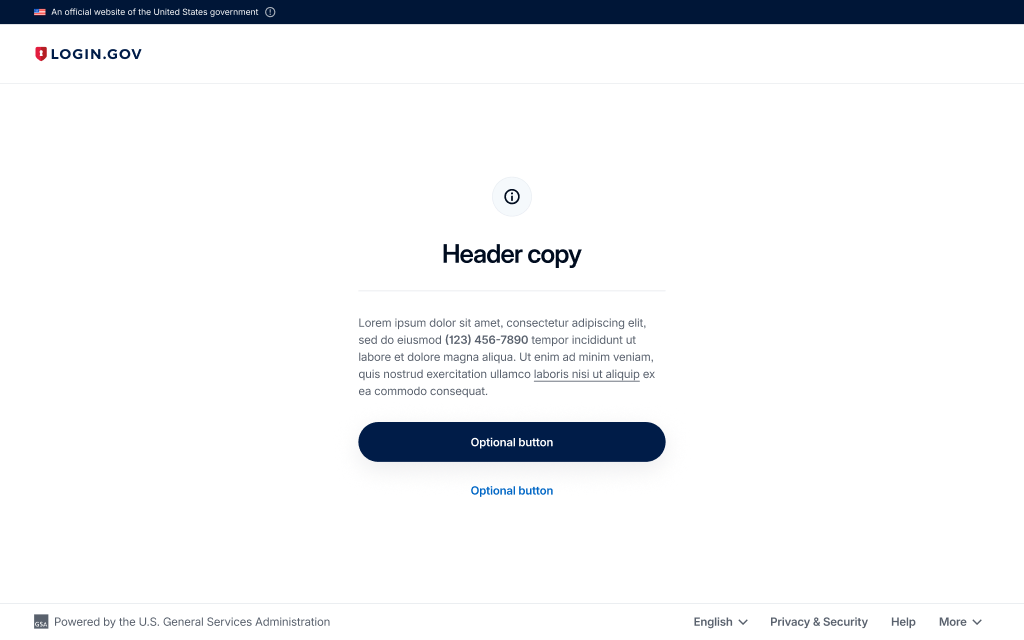 An official website of the United States government
LOGIN.GOV
Header copy
Lorem ipsum dolor sit amet, consectetur adipiscing elit,
sed do eiusmod (123) 456-7890 tempor incididunt ut
labore et dolore magna aliqua. Ut enim ad minim veniam,
quis nostrud exercitation ullamco laboris nisi ut aliquip ex
ea commodo consequat.
Optional button
Optional button
GSA Powered by the U.S. General Services Administration
English Privacy & Security Help More